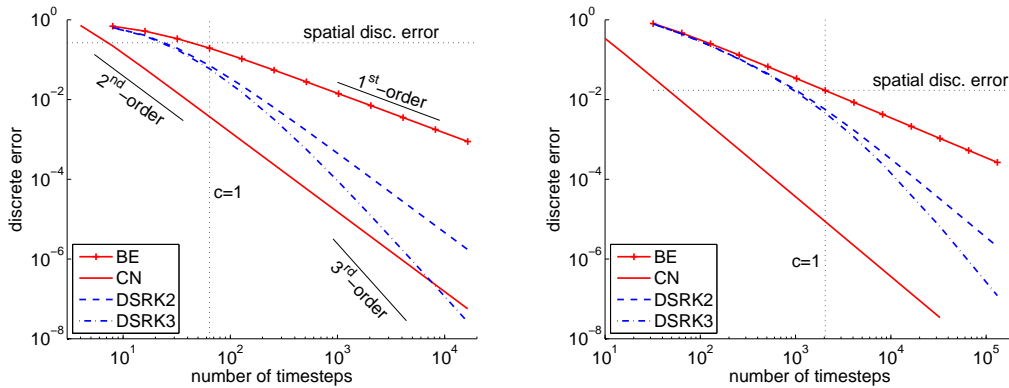 10^0
10^-2
10^-4
10^-6
10^-8
discrete error
spatial disc. error
1^st-order
2^nd-order
c=1
3^rd-order
BE
CN
DSRK2
DSRK3
10^1
10^2
10^3
10^4
number of timesteps
10^0
10^-2
10^-4
10^-6
10^-8
discrete error
spatial disc. error
c=1
BE
CN
DSRK2
DSRK3
10^1
10^2
10^3
10^4
10^5
number of timesteps